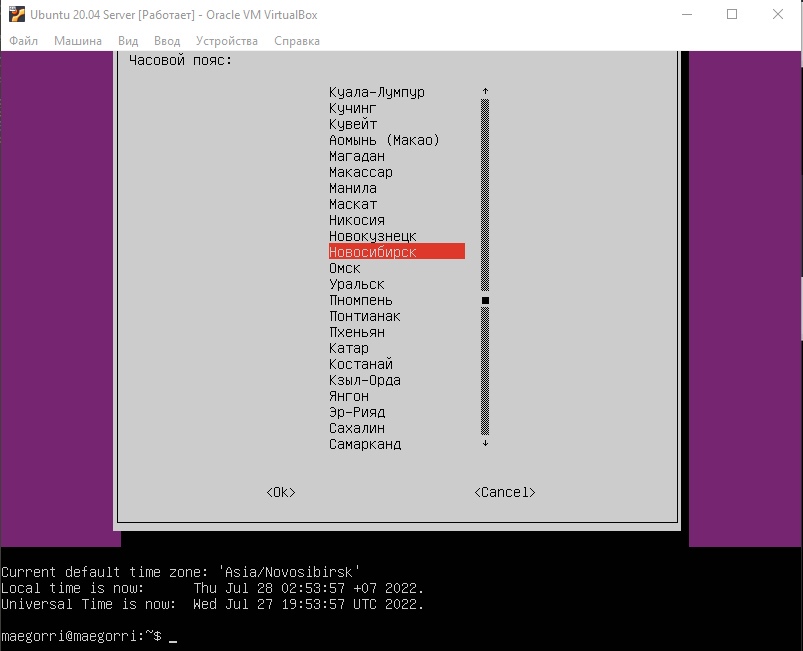 Ubuntu 20.04 Server [Работает] - Oracle VM VirtualBox
Файл Машина Вид Ввод Устройства Справка
Часовой пояс:
Куала-Лумпур
Кучинг
Кувейт
Аомынь (Макао)
Магадан
Макассар
Манила
Маскат
Никосия
Новокузнецк
Новосибирск
Омск
Уральск
Пномпень
Понтианак
Пхеньян
Катар
Костанай
Кзыл-Орда
Янгон
Эр-Рияд
Сахалин
Самарканд
<Ok> <Cancel>
Current default time zone: 'Asia/Novosibirsk'
Local time is now: Thu Jul 28 02:53:57 +07 2022.
Universal Time is now: Wed Jul 27 19:53:57 UTC 2022.
maegorri@maegorri:~$ _